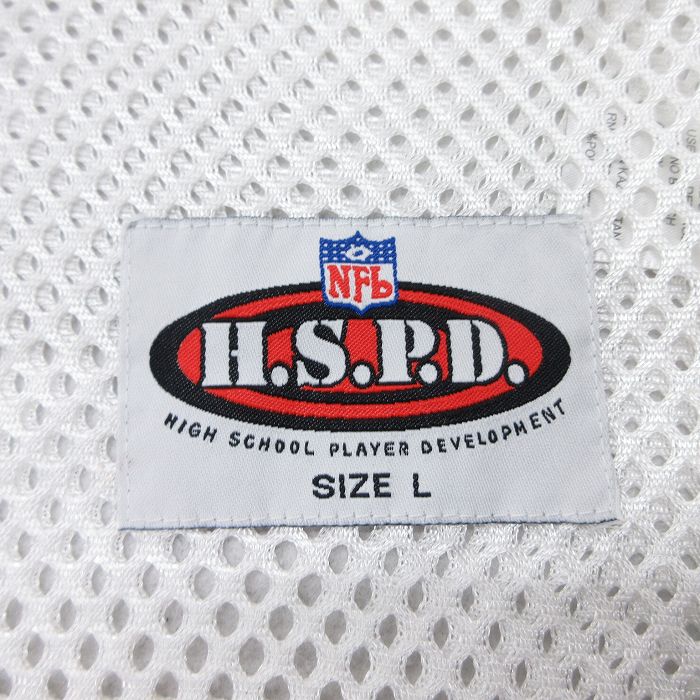 NFL
H.S.P.D.
HIGH SCHOOL PLAYER DEVELOPMENT
SIZE L